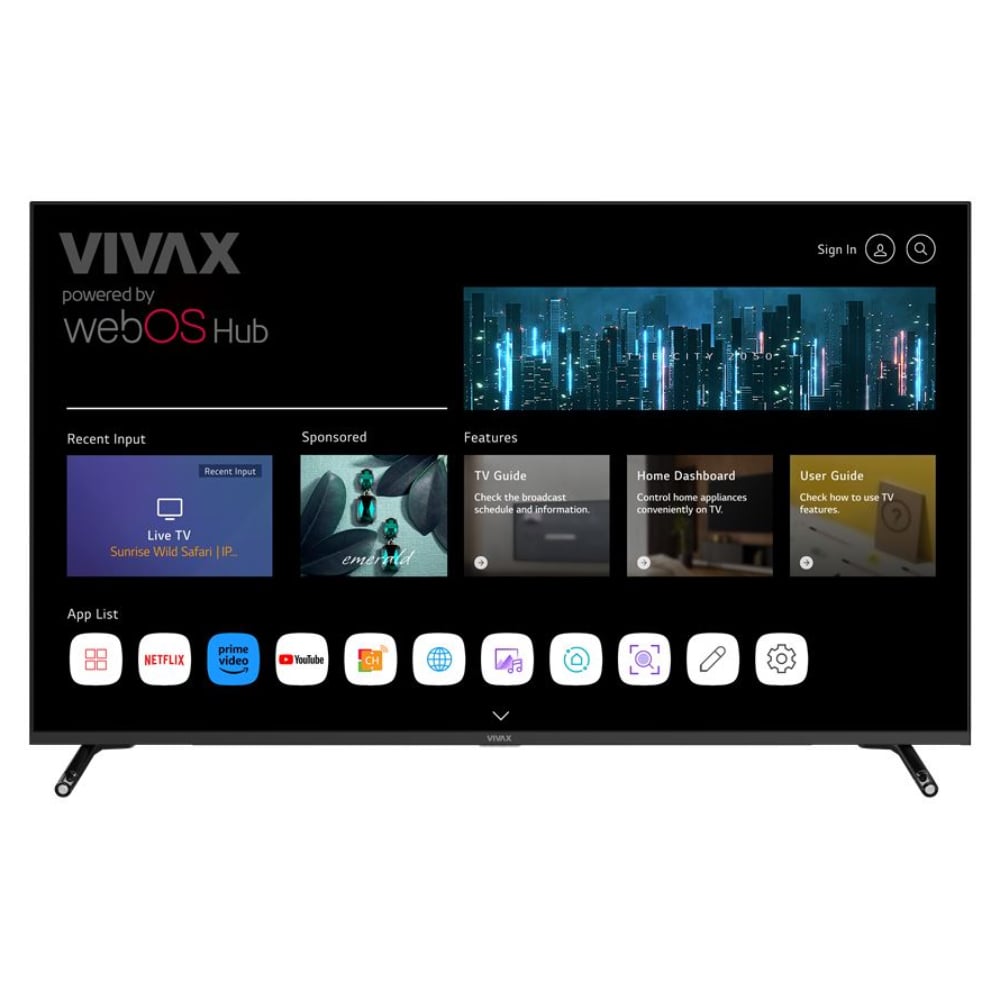 VIVAX
powered by
webOS Hub
Sign In
THE CITY 2050
Recent Input
Sponsored
Features
Recent Input
Live TV
Sunrise Wild Safari | IP...
emerald
TV Guide
Check the broadcast
schedule and information.
Home Dashboard
Control home appliances
conveniently on TV.
User Guide
Check how to use TV
features.
?
App List
NETFLIX
prime
video
YouTube
CH
VIVAX